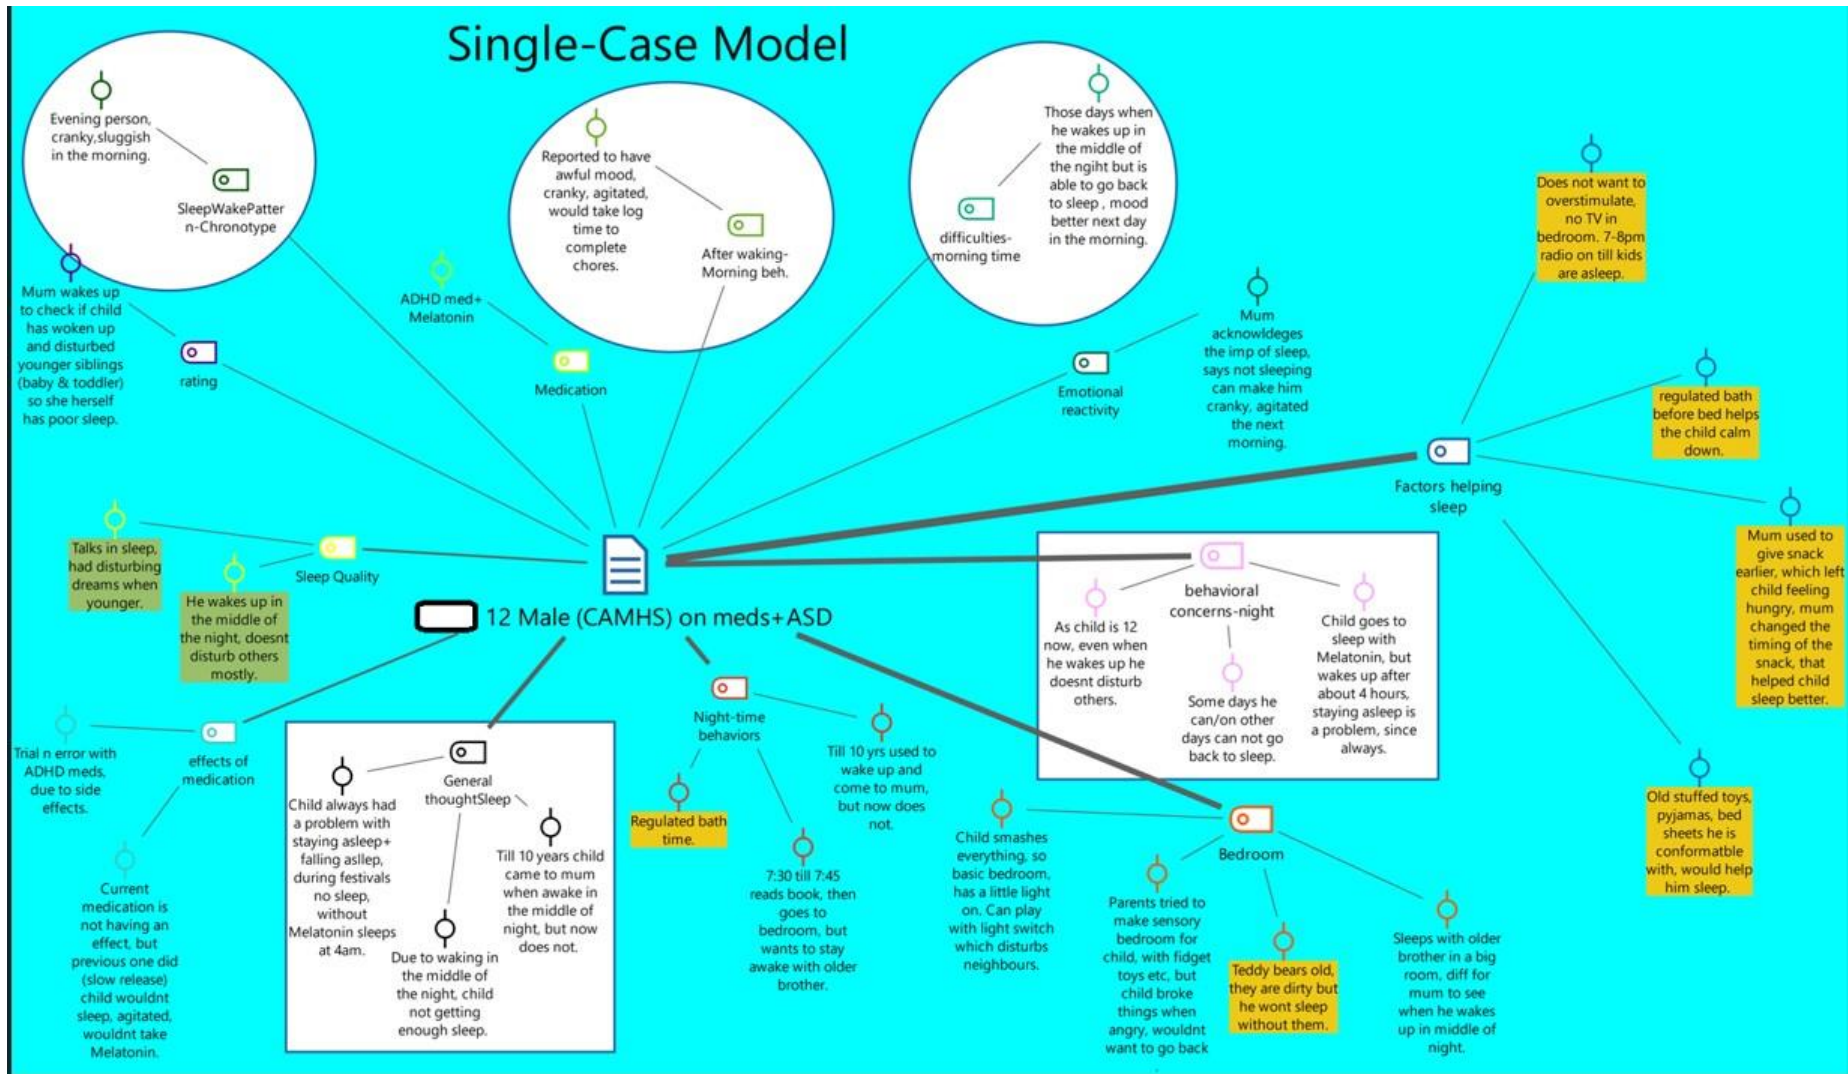 Single-Case Model
Evening person,
cranky,sluggish
in the morning.
SleepWakePatter
n-Chronotype
Reported to have
awful mood,
cranky, agitated,
would take log
time to
complete
chores.
After waking-
Morning beh.
Those days when
he wakes up in
the middle of
the ngiht but is
able to go back
to sleep , mood
better next day
in the morning.
difficulties-
morning time
Mum wakes up
to check if child
has woken up
and disturbed
younger siblings
(baby & toddler)
so she herself
has poor sleep.
rating
ADHD med+
Melatonin
Medication
Mum
acknowldeges
the imp of sleep,
says not sleeping
can make him
cranky, agitated
the next
morning.
Emotional
reactivity
Does not want to
overstimulate,
no TV in
bedroom. 7-8pm
radio on till kids
are asleep.
regulated bath
before bed helps
the child calm
down.
Factors helping
sleep
Mum used to
give snack
earlier, which left
child feeling
hungry, mum
changed the
timing of the
snack, that
helped child
sleep better.
Old stuffed toys,
pyjamas, bed
sheets he is
conformatble
with, would help
him sleep.
Talks in sleep,
had disturbing
dreams when
younger.
He wakes up in
the middle of
the night, doesnt
disturb others
mostly.
Sleep Quality
12 Male (CAMHS) on meds+ASD
behavioral
concerns-night
As child is 12
now, even when
he wakes up he
doesnt disturb
others.
Some days he
can/on other
days can not go
back to sleep.
Child goes to
sleep with
Melatonin, but
wakes up after
about 4 hours,
staying asleep is
a problem, since
always.
Trial n error with
ADHD meds.
due to side
effects.
effects of
medication
Current
medication is
not having an
effect, but
previous one did
(slow release)
child wouldnt
sleep, agitated,
wouldnt take
Melatonin.
General
thoughtSleep
Child always had
a problem with
staying asleep+
falling asllep,
during festivals
no sleep,
without
Melatonin sleeps
at 4am.
Due to waking in
the middle of
the night, child
not getting
enough sleep.
Till 10 years child
came to mum
when awake in
the middle of
night, but now
does not.
Night-time
behaviors
Regulated bath
time.
7:30 till 7:45
reads book, then
goes to
bedroom, but
wants to stay
awake with older
brother.
Till 10 yrs used to
wake up and
come to mum,
but now does
not.
Bedroom
Child smashes
everything, so
basic bedroom,
has a little light
on. Can play
with light switch
which disturbs
neighbours.
Parents tried to
make sensory
bedroom for
child, with fidget
toys etc, but
child broke
things when
angry, wouldnt
want to go back
Teddy bears old,
they are dirty but
he wont sleep
without them.
Sleeps with older
brother in a big
room, diff for
mum to see
when he wakes
up in middle of
night.